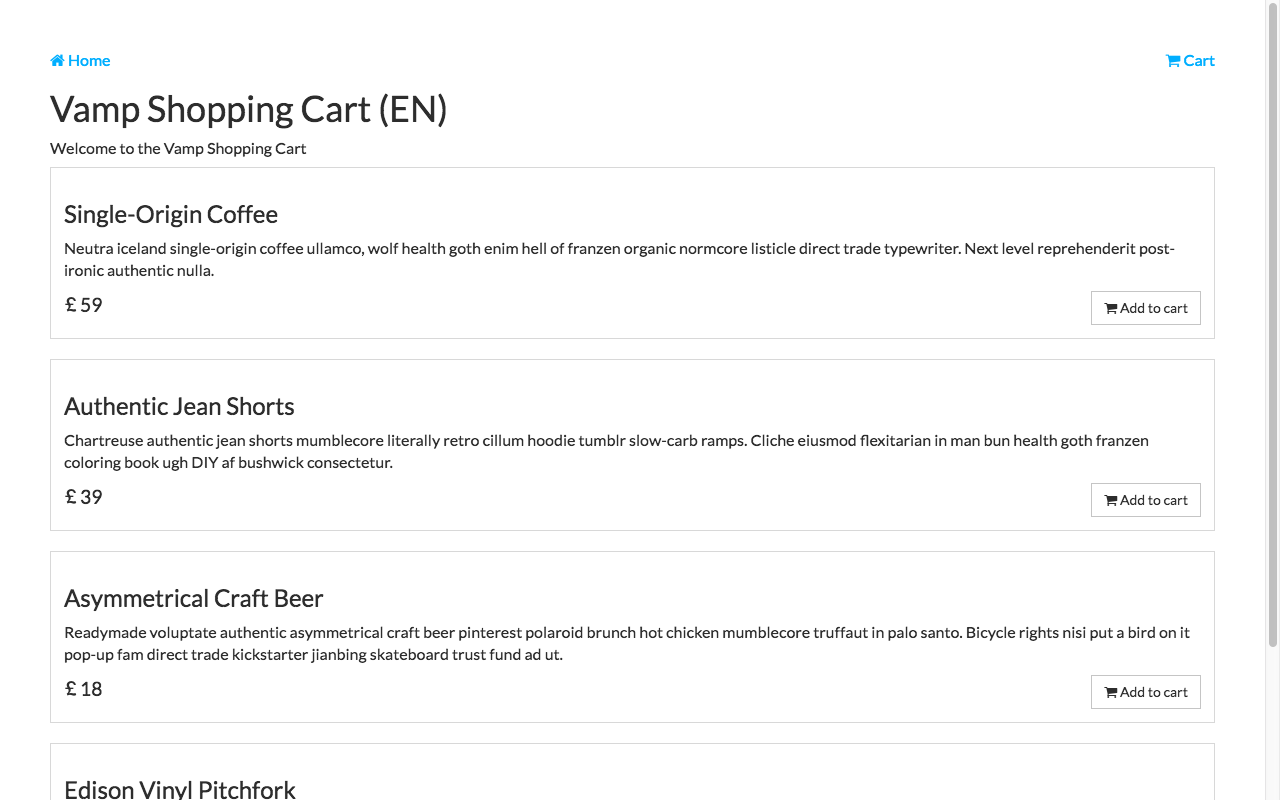 Home
Cart
Vamp Shopping Cart (EN)
Welcome to the Vamp Shopping Cart
Single-Origin Coffee
Neutra iceland single-origin coffee ullamco, wolf health goth enim hell of franzen organic normcore listicle direct trade typewriter. Next level reprehenderit post-
ironic authentic nulla.
£ 59
Add to cart
Authentic Jean Shorts
Chartreuse authentic jean shorts mumblecore literally retro cillum hoodie tumblr slow-carb ramps. Cliche eiusmod flexitarian in man bun health goth franzen
coloring book ugh DIY af bushwick consectetur.
£ 39
Add to cart
Asymmetrical Craft Beer
Readymade voluptate authentic asymmetrical craft beer pinterest polaroid brunch hot chicken mumblecore truffaut in palo santo. Bicycle rights nisi put a bird on it
pop-up fam direct trade kickstarter jianbing skateboard trust fund ad ut.
£ 18
Add to cart
Edison Vinyl Pitchfork